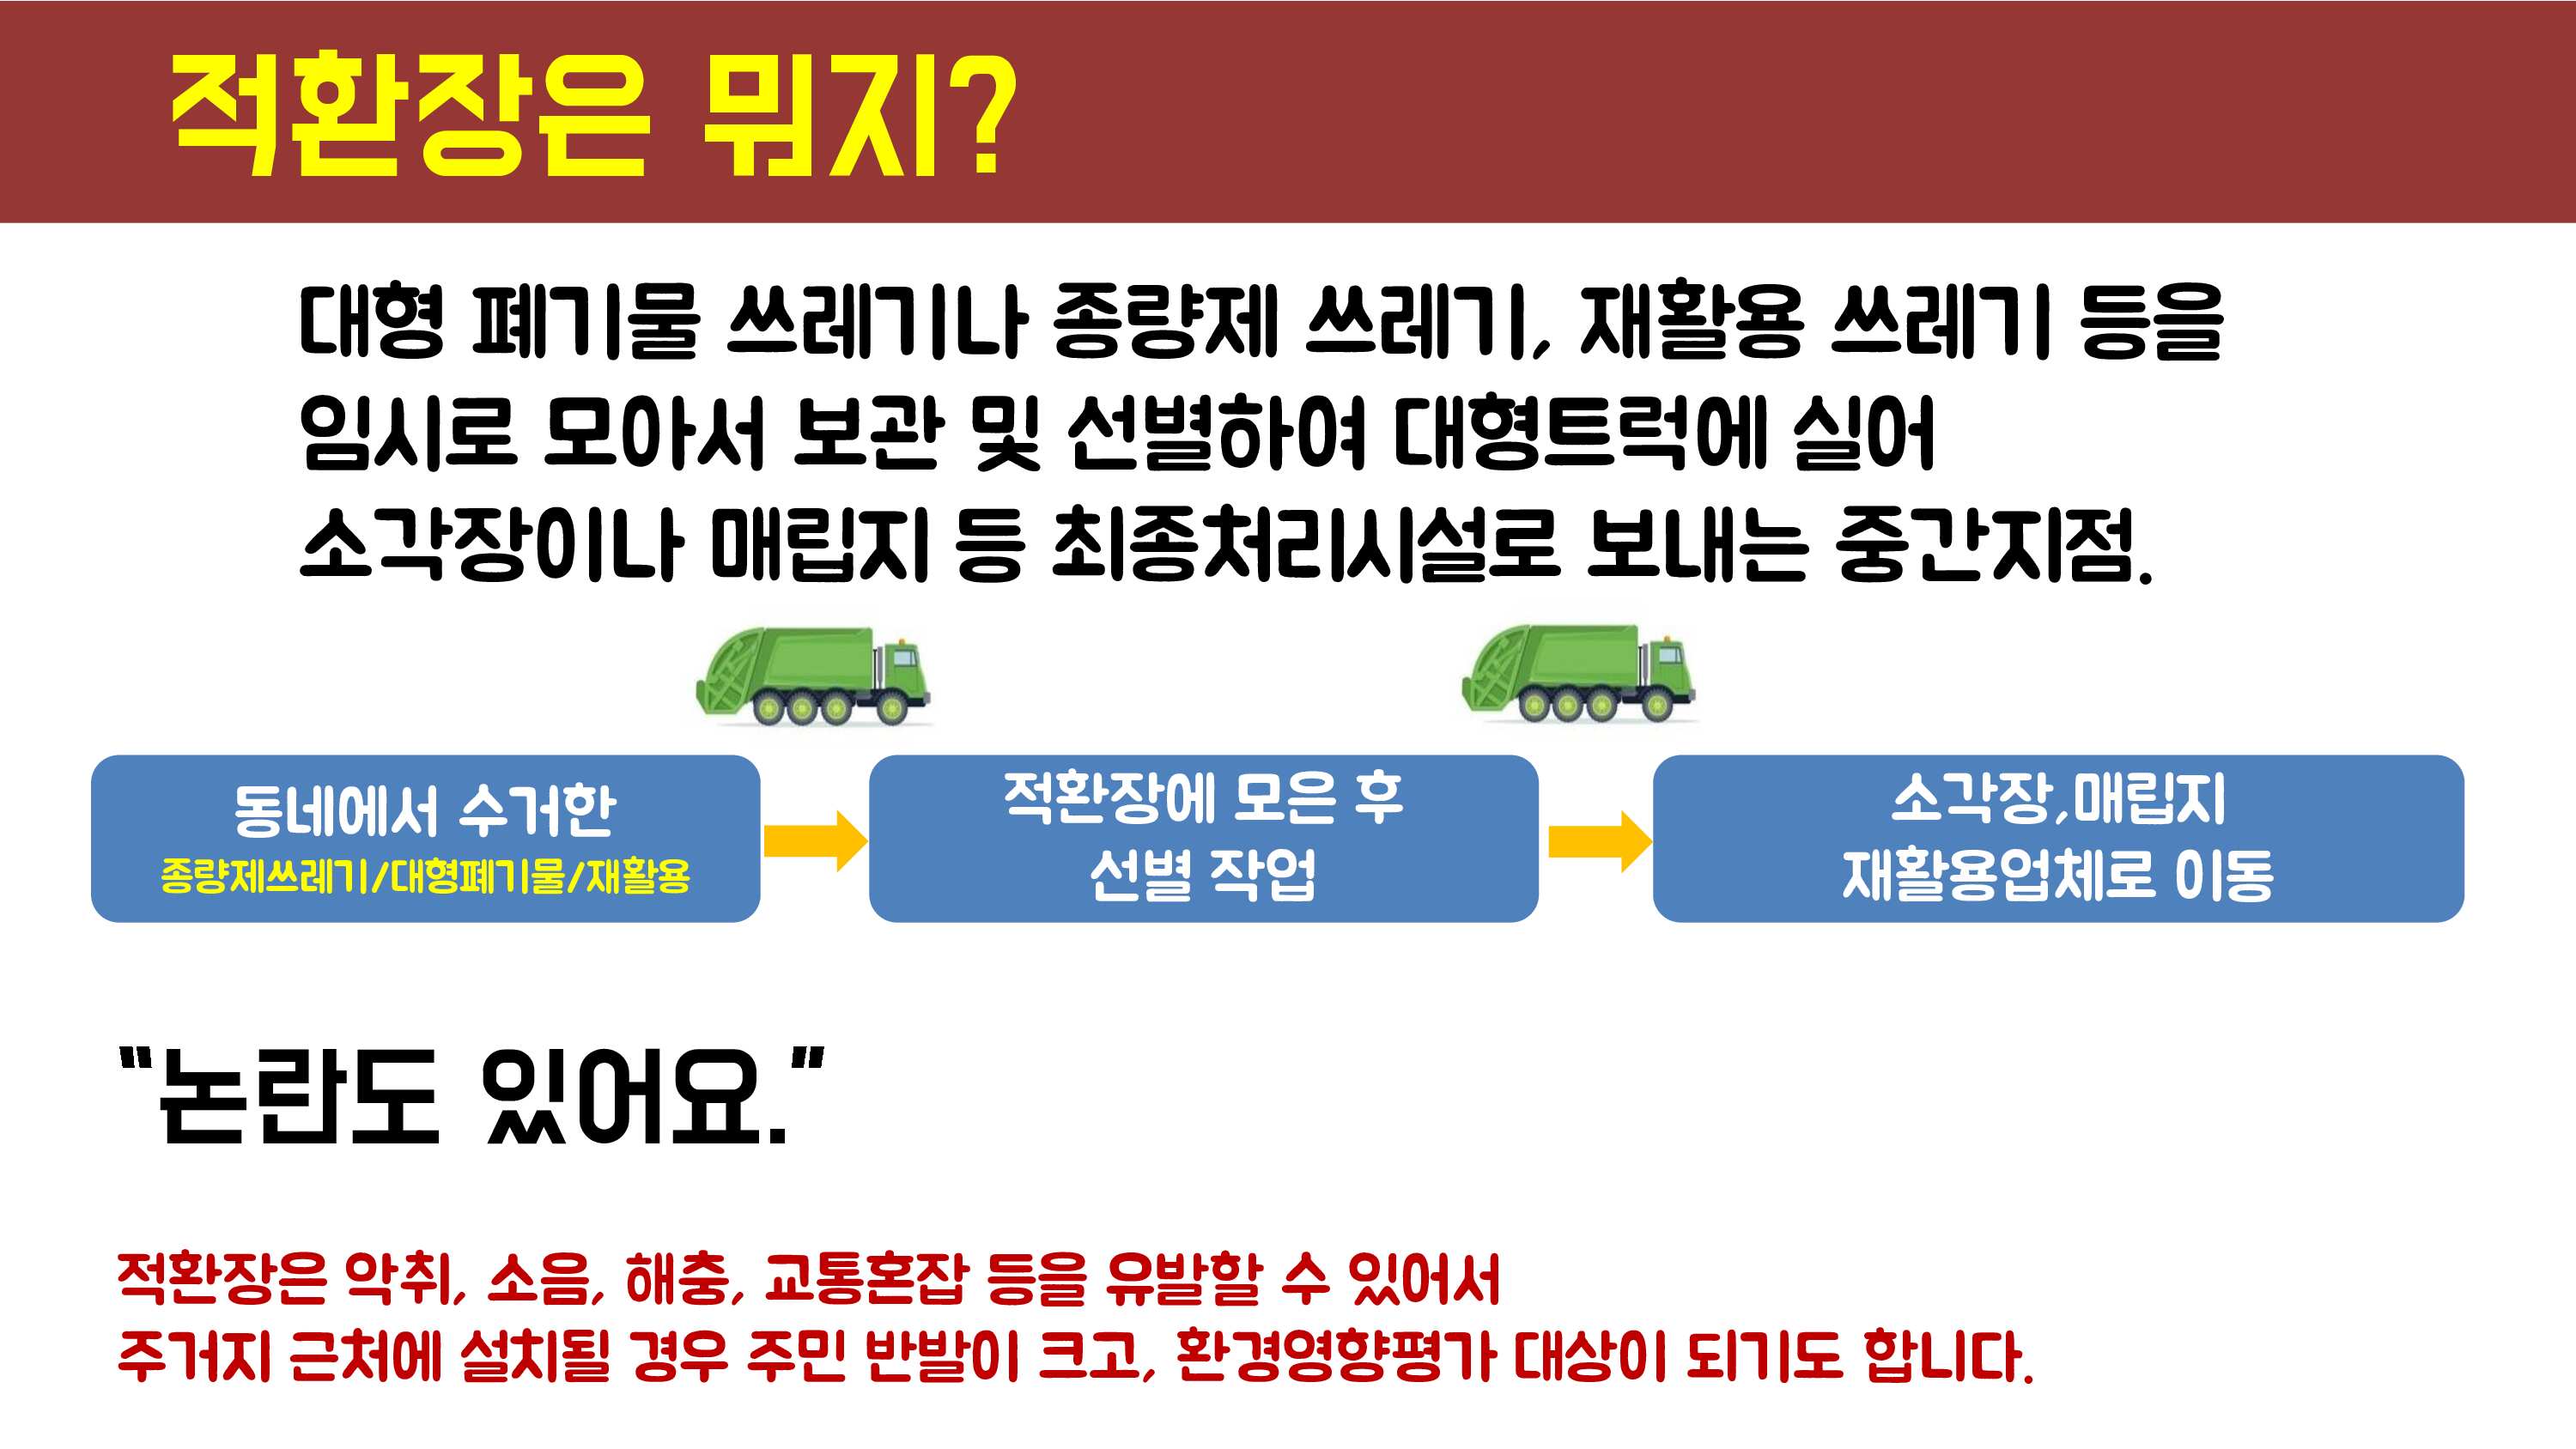 적환장은 뭐지?
대형 폐기물 쓰레기나 종량제 쓰레기, 재활용 쓰레기 등을
임시로 모아서 보관 및 선별하여 대형트럭에 실어
소각장이나 매립지 등 최종처리시설로 보내는 중간지점.
동네에서 수거한
종량제쓰레기/대형폐기물/재활용
적환장에 모은 후
선별 작업
소각장,매립지
재활용업체로 이동
"논란도 있어요."
적환장은 악취, 소음, 해충, 교통혼잡 등을 유발할 수 있어서
주거지 근처에 설치될 경우 주민 반발이 크고, 환경영향평가 대상이 되기도 합니다.